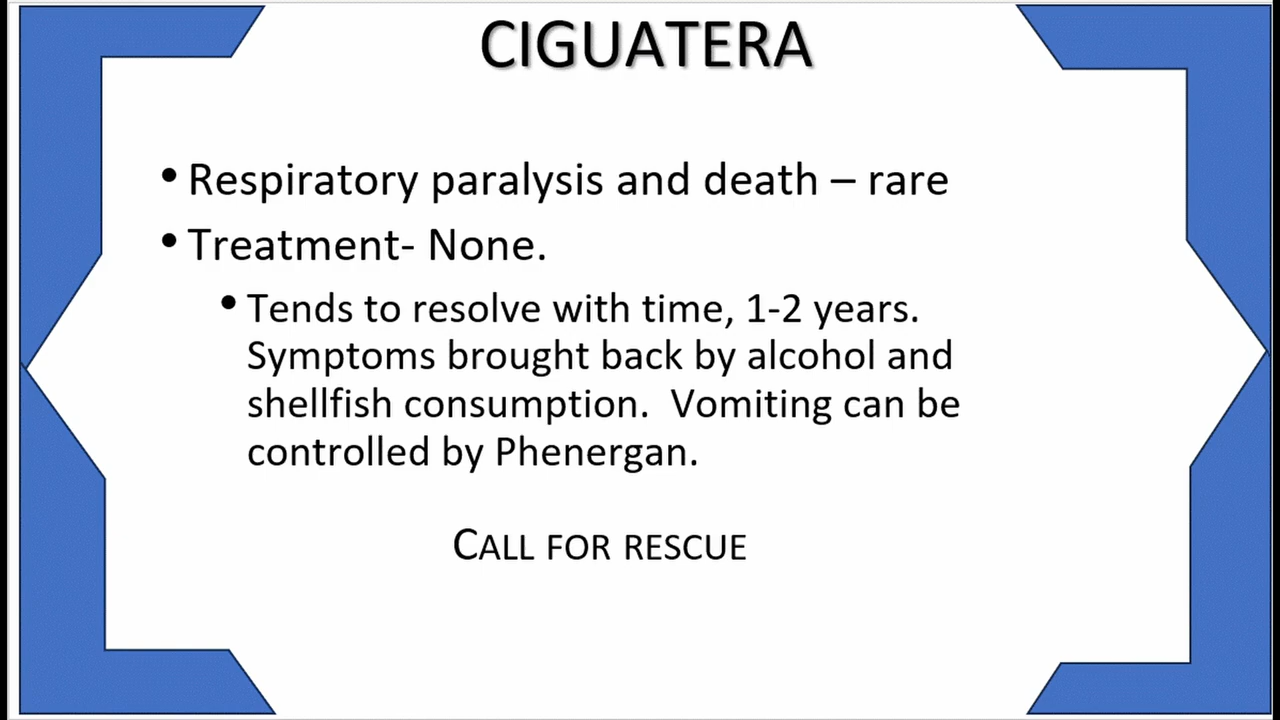 CIGUATERA
• Respiratory paralysis and death – rare
• Treatment- None.
• Tends to resolve with time, 1-2 years.
Symptoms brought back by alcohol and
shellfish consumption.  Vomiting can be
controlled by Phenergan.
CALL FOR RESCUE